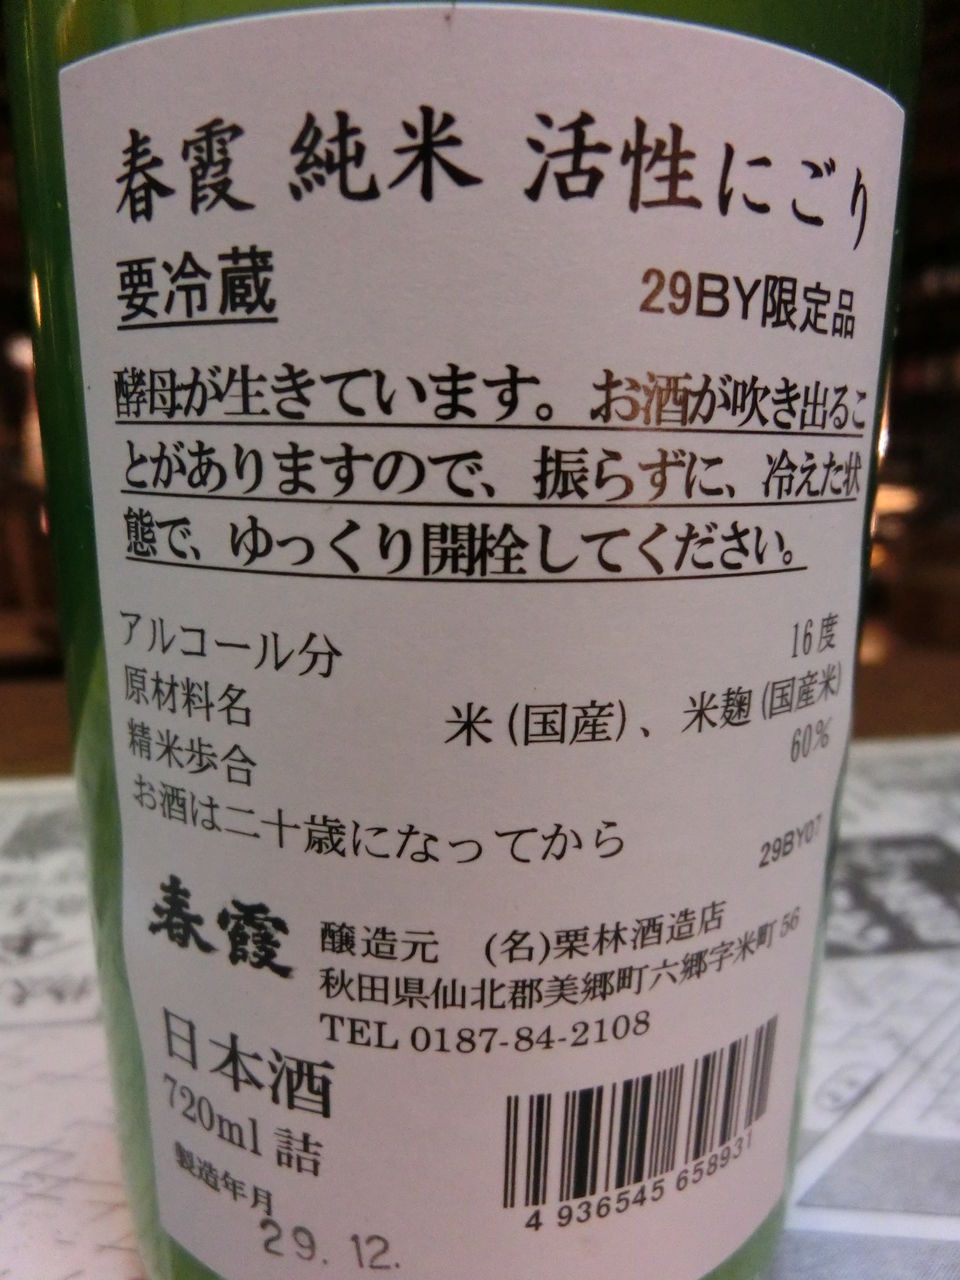 春霞 純米 活性にごり
要冷蔵 29BY限定品
酵母が生きています。お酒が吹き出るこ
とがありますので、振らずに、冷えた状
態で、ゆっくり開栓してください。
アルコール分 16度
原材料名 米(国産)、米麹(国産米)
精米歩合 60%
お酒は二十歳になってから
29BY07
春霞
醸造元 (名)栗林酒造店
秋田県仙北郡美郷町六郷字米町56
TEL 0187-84-2108
日本酒
720ml詰
製造年月
29.12.
4 936545 658931